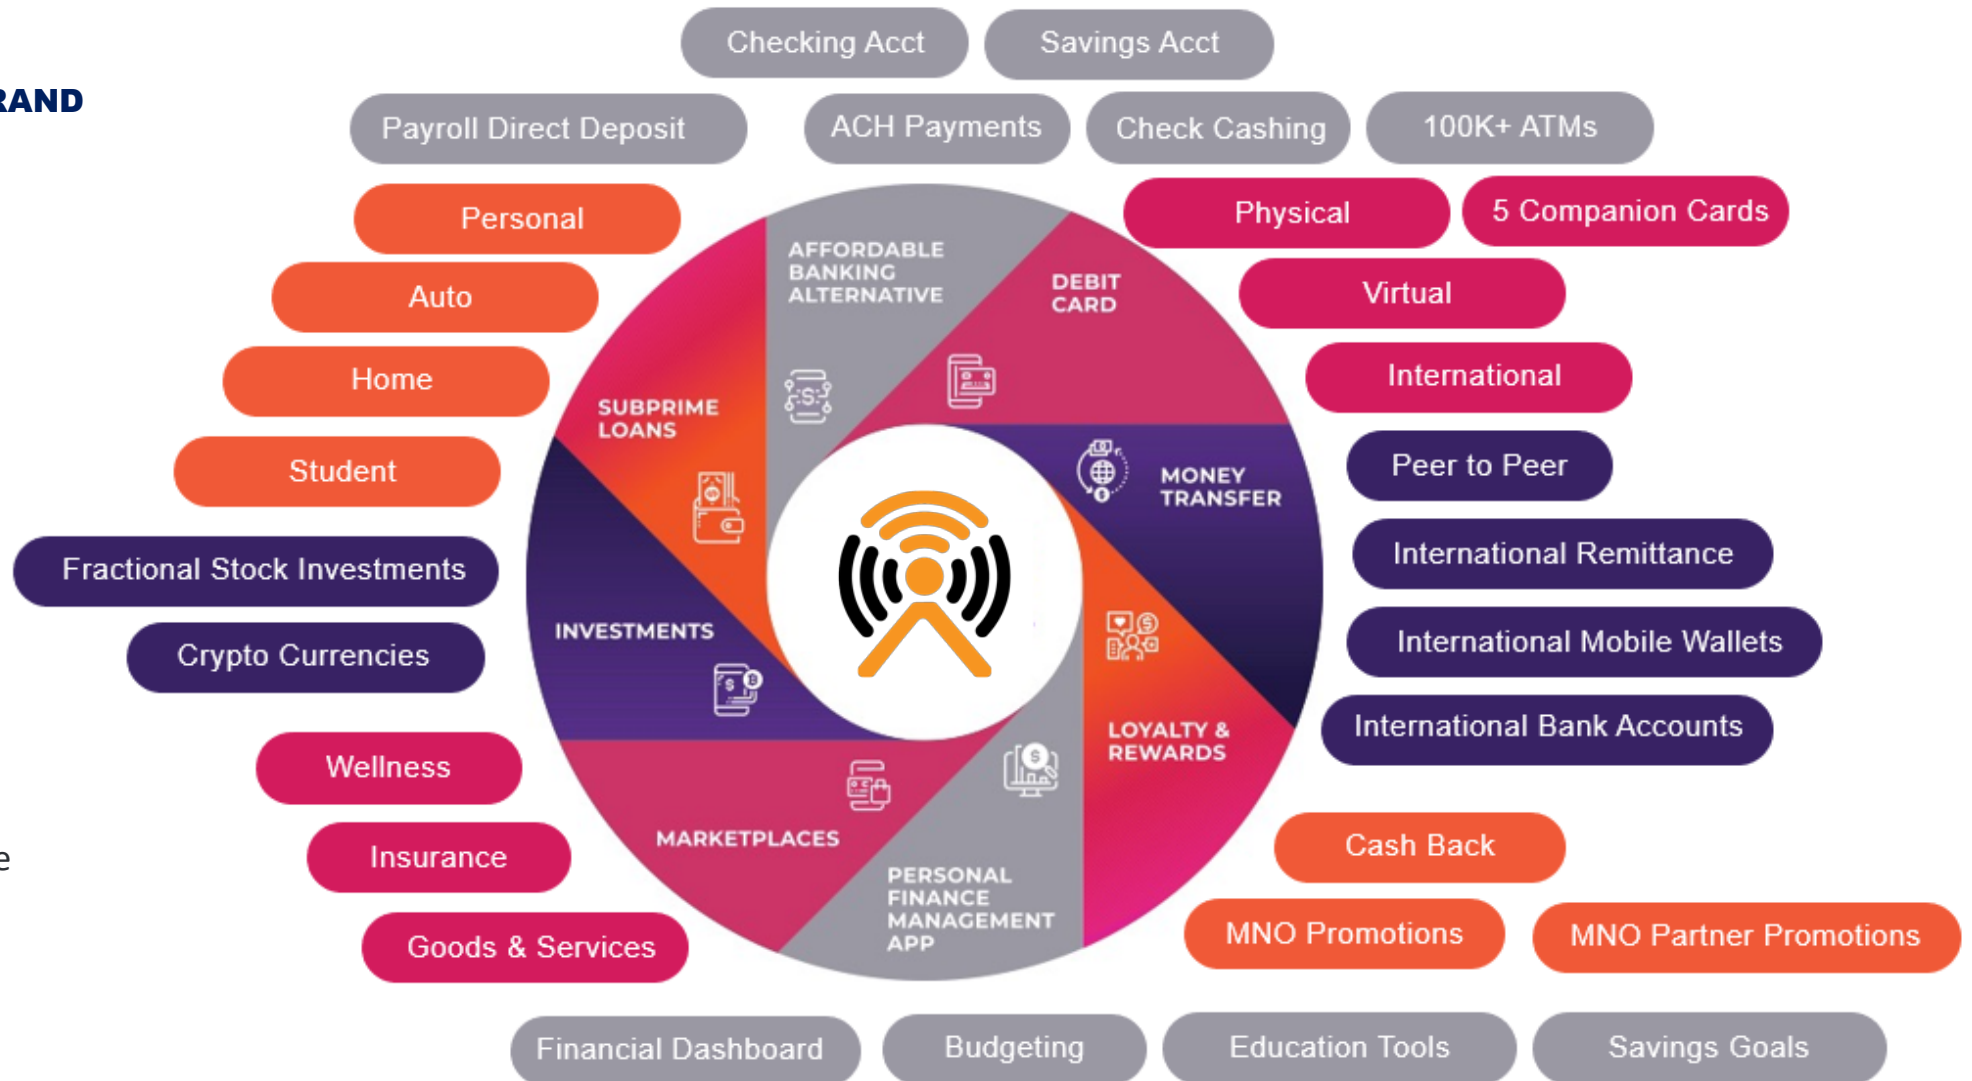 Checking Acct
Savings Acct
RAND
Payroll Direct Deposit
ACH Payments
Check Cashing
100K+ ATMs
Personal
Physical
5 Companion Cards
Auto
Virtual
Home
International
Student
Peer to Peer
Fractional Stock Investments
International Remittance
Crypto Currencies
International Mobile Wallets
Wellness
International Bank Accounts
Insurance
Cash Back
e
Goods & Services
MNO Promotions
MNO Partner Promotions
Financial Dashboard
Budgeting
Education Tools
Savings Goals
AFFORDABLE
BANKING
ALTERNATIVE
DEBIT
CARD
MONEY
TRANSFER
LOYALTY &
REWARDS
PERSONAL
FINANCE
MANAGEMENT
APP
MARKETPLACES
INVESTMENTS
SUBPRIME
LOANS